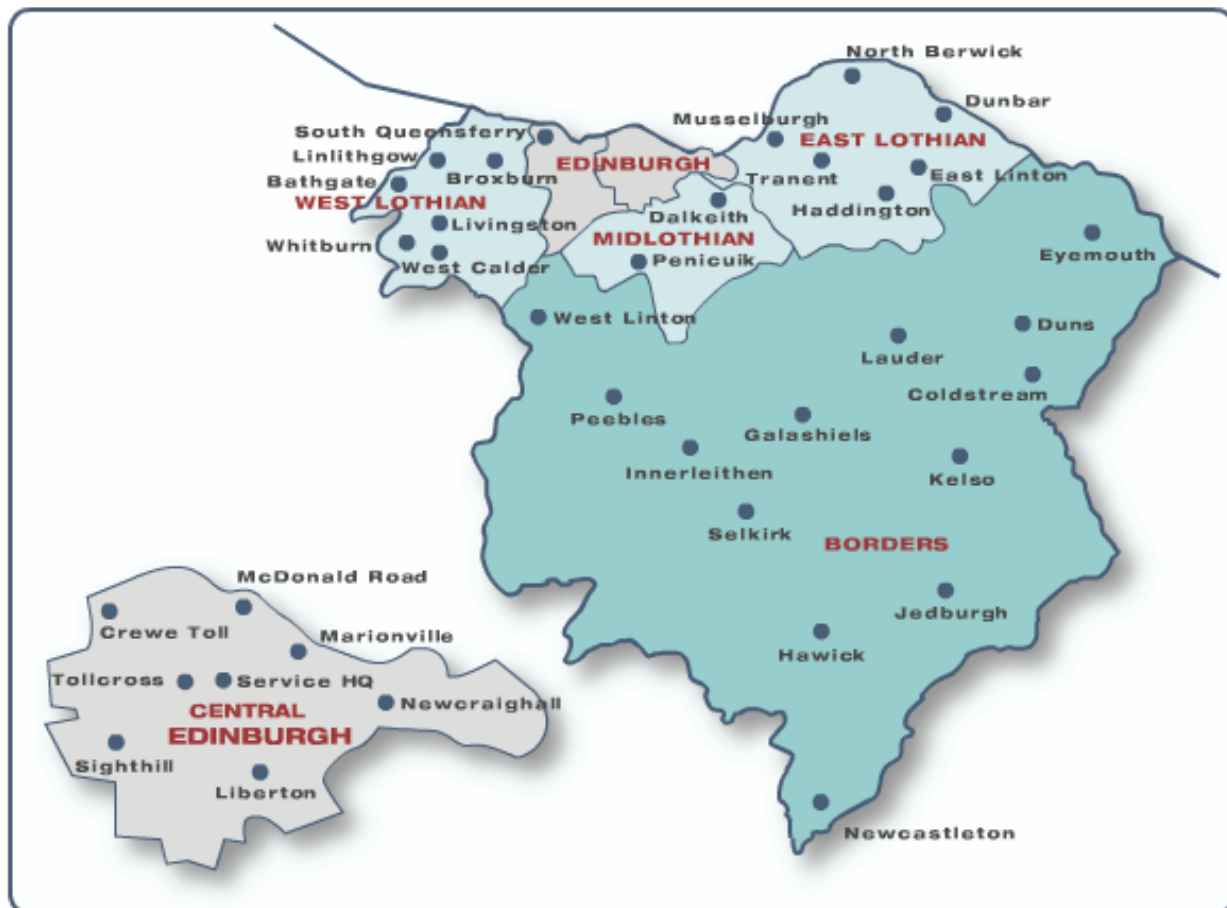 North Berwick
Dunbar
Musselburgh
South Queensferry
EAST LOTHIAN
Linlithgow
EDINBURGH
Bathgate
Broxburn
Tranent
East Linton
WEST LOTHIAN
Haddington
Livingston
Dalkeith
Whitburn
MIDLOTHIAN
West Calder
Penicuik
Eyemouth
West Linton
Duns
Lauder
Coldstream
Peebles
Galashiels
Innerleithen
Kelso
Selkirk
BORDERS
Jedburgh
Hawick
Newcastleton
McDonald Road
Crewe Toll
Marionville
Tollcross
Service HQ
Newcraighall
CENTRAL
EDINBURGH
Sighthill
Liberton